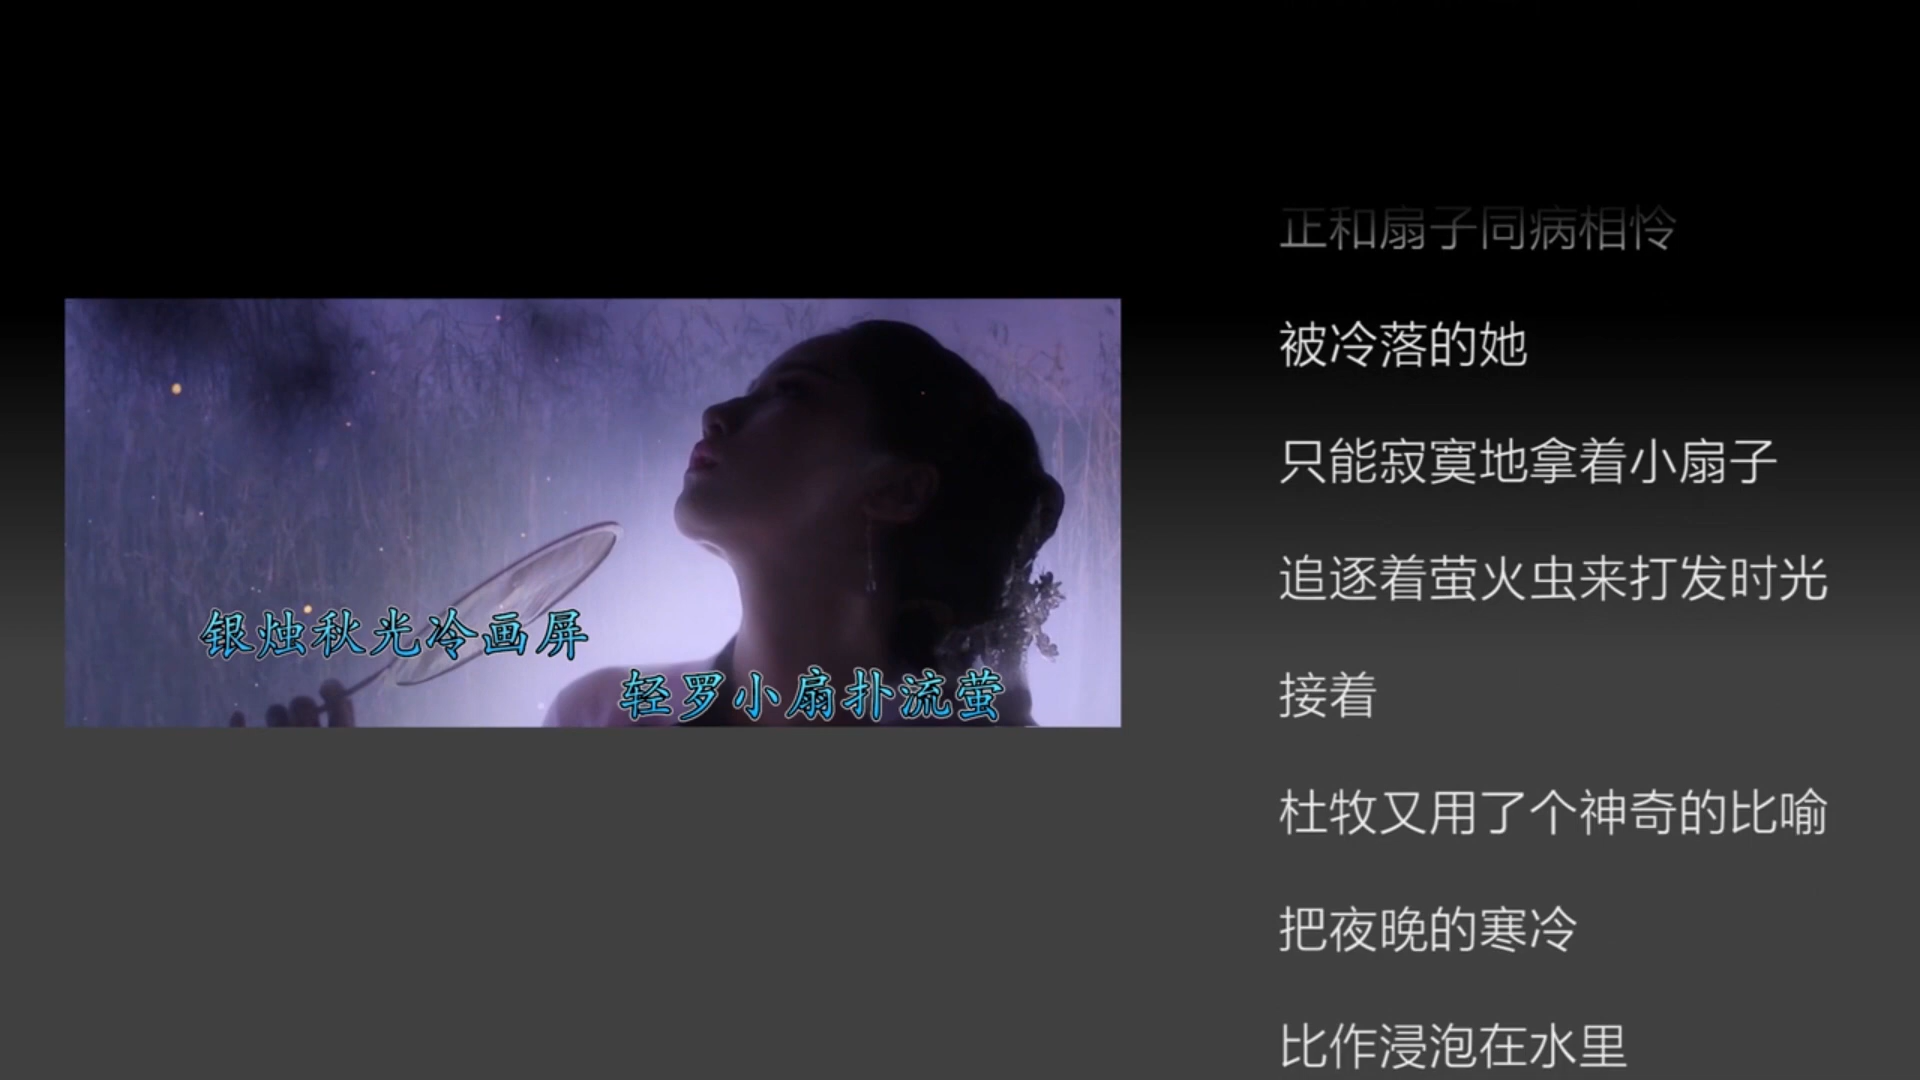 银烛秋光冷画屏
轻罗小扇扑流萤
正和扇子同病相怜
被冷落的她
只能寂寞地拿着小扇子
追逐着萤火虫来打发时光
接着
杜牧又用了个神奇的比喻
把夜晚的寒冷
比作浸泡在水里